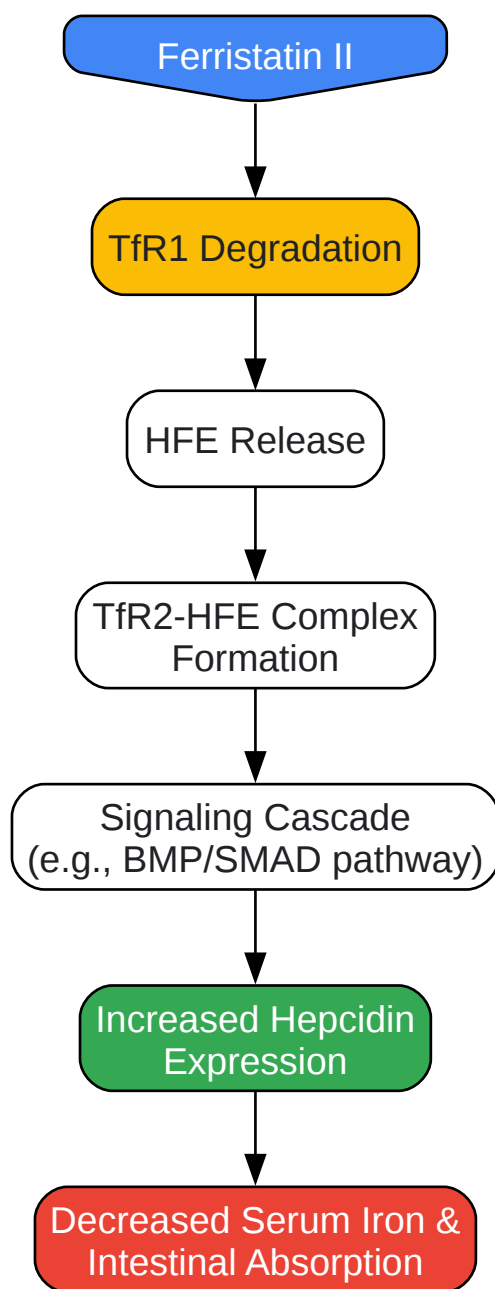 Ferristatin II
TfR1 Degradation
HFE Release
TfR2-HFE Complex
Formation
Signaling Cascade
(e.g., BMP/SMAD pathway)
Increased Hepcidin
Expression
Decreased Serum Iron &
Intestinal Absorption